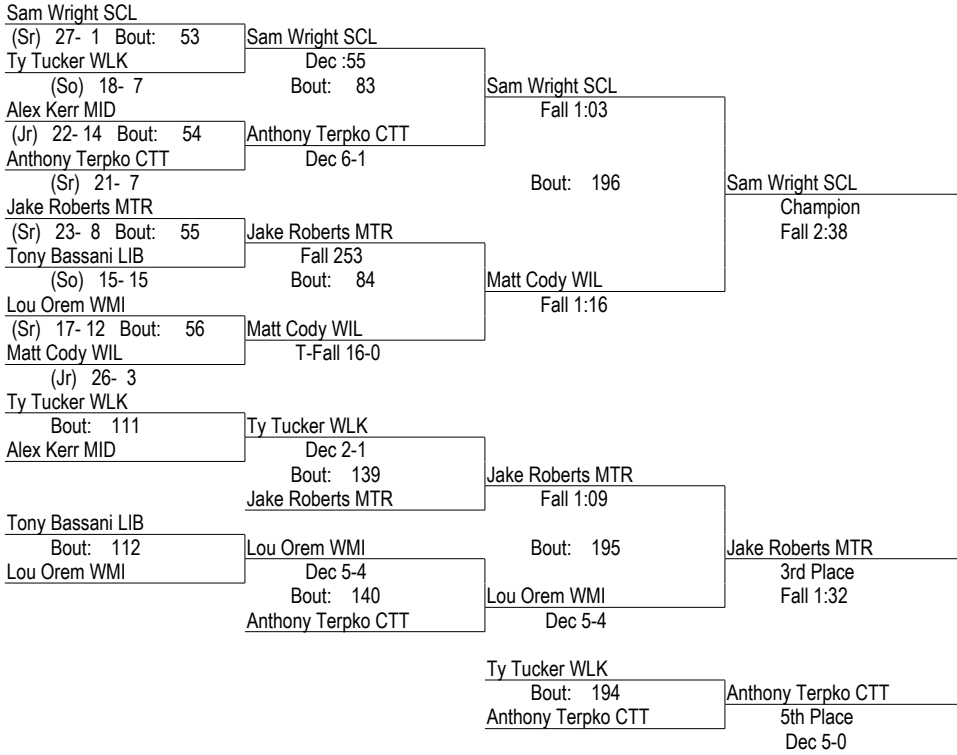 Sam Wright SCL
(Sr) 27- 1 Bout: 53
Sam Wright SCL
Ty Tucker WLK
Dec :55
(So) 18- 7
Bout: 83
Sam Wright SCL
Alex Kerr MID
Fall 1:03
(Jr) 22- 14 Bout: 54
Anthony Terpko CTT
Anthony Terpko CTT
Dec 6-1
(Sr) 21- 7
Bout: 196
Sam Wright SCL
Jake Roberts MTR
Champion
(Sr) 23- 8 Bout: 55
Jake Roberts MTR
Fall 2:38
Tony Bassani LIB
Fall 253
(So) 15- 15
Bout: 84
Matt Cody WIL
Lou Orem WMI
Fall 1:16
(Sr) 17- 12 Bout: 56
Matt Cody WIL
Matt Cody WIL
T-Fall 16-0
(Jr) 26- 3
Ty Tucker WLK
Bout: 111
Ty Tucker WLK
Alex Kerr MID
Dec 2-1
Bout: 139
Jake Roberts MTR
Jake Roberts MTR
Fall 1:09
Tony Bassani LIB
Bout: 112
Lou Orem WMI
Bout: 195
Jake Roberts MTR
Lou Orem WMI
Dec 5-4
3rd Place
Bout: 140
Lou Orem WMI
Fall 1:32
Anthony Terpko CTT
Dec 5-4
Ty Tucker WLK
Bout: 194
Anthony Terpko CTT
Anthony Terpko CTT
5th Place
Dec 5-0